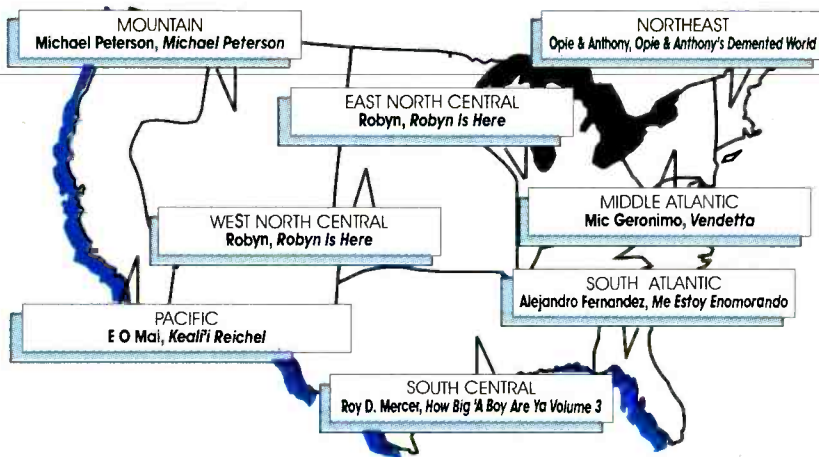 MOUNTAIN
Michael Peterson, Michael Peterson
NORTHEAST
Opie & Anthony, Opie & Anthony's Demented World
EAST NORTH CENTRAL
Robyn, Robyn Is Here
WEST NORTH CENTRAL
Robyn, Robyn Is Here
MIDDLE ATLANTIC
Mic Geronimo, Vendetta
SOUTH ATLANTIC
Alejandro Fernandez, Me Estoy Enomorando
PACIFIC
E O Mai, Keali'i Reichel
SOUTH CENTRAL
Roy D. Mercer, How Big 'A Boy Are Ya Volume 3